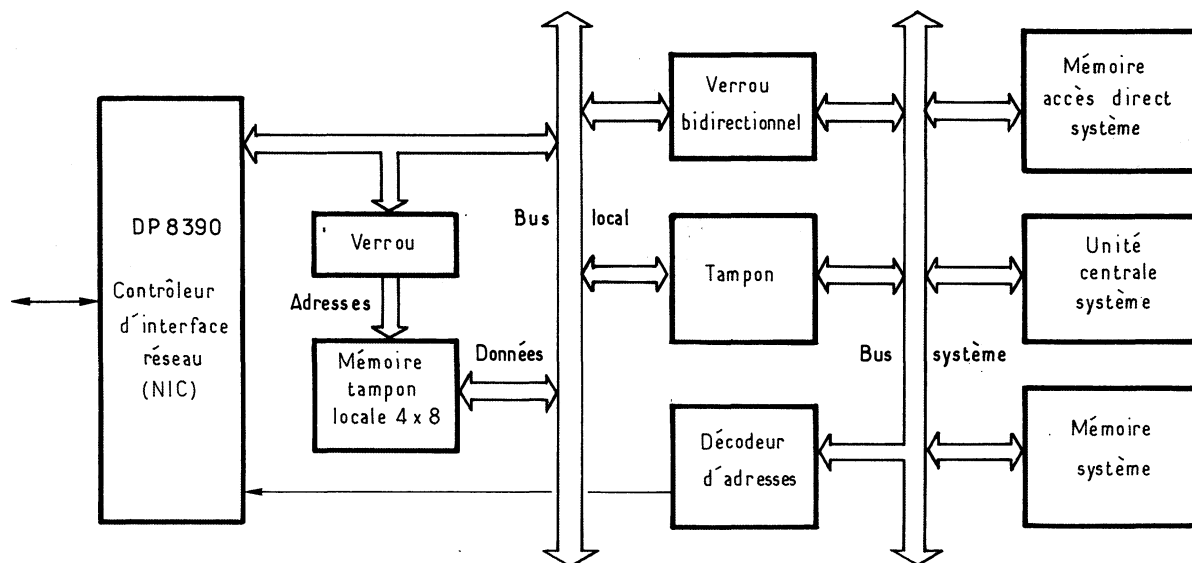 DP 8390
Contrôleur
d'interface
réseau
(NIC)
Verrou
Adresses
Mémoire
tampon
locale 4 x 8
Données
Bus local
Verrou
bidirectionnel
Tampon
Décodeur
d'adresses
Bus système
Mémoire
accès direct
système
Unité
centrale
système
Mémoire
système